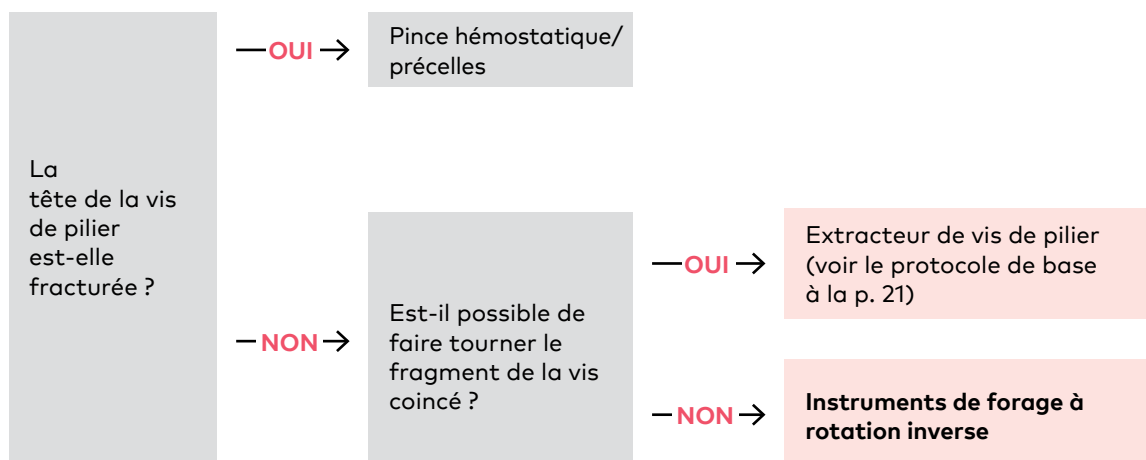 La
tête de la vis
de pilier
est-elle
fracturée ?
OUI
Pince hémostatique/
précelles
NON
Est-il possible de
faire tourner le
fragment de la vis
coincé ?
OUI
Extracteur de vis de pilier
(voir le protocole de base
à la p. 21)
NON
Instruments de forage à
rotation inverse